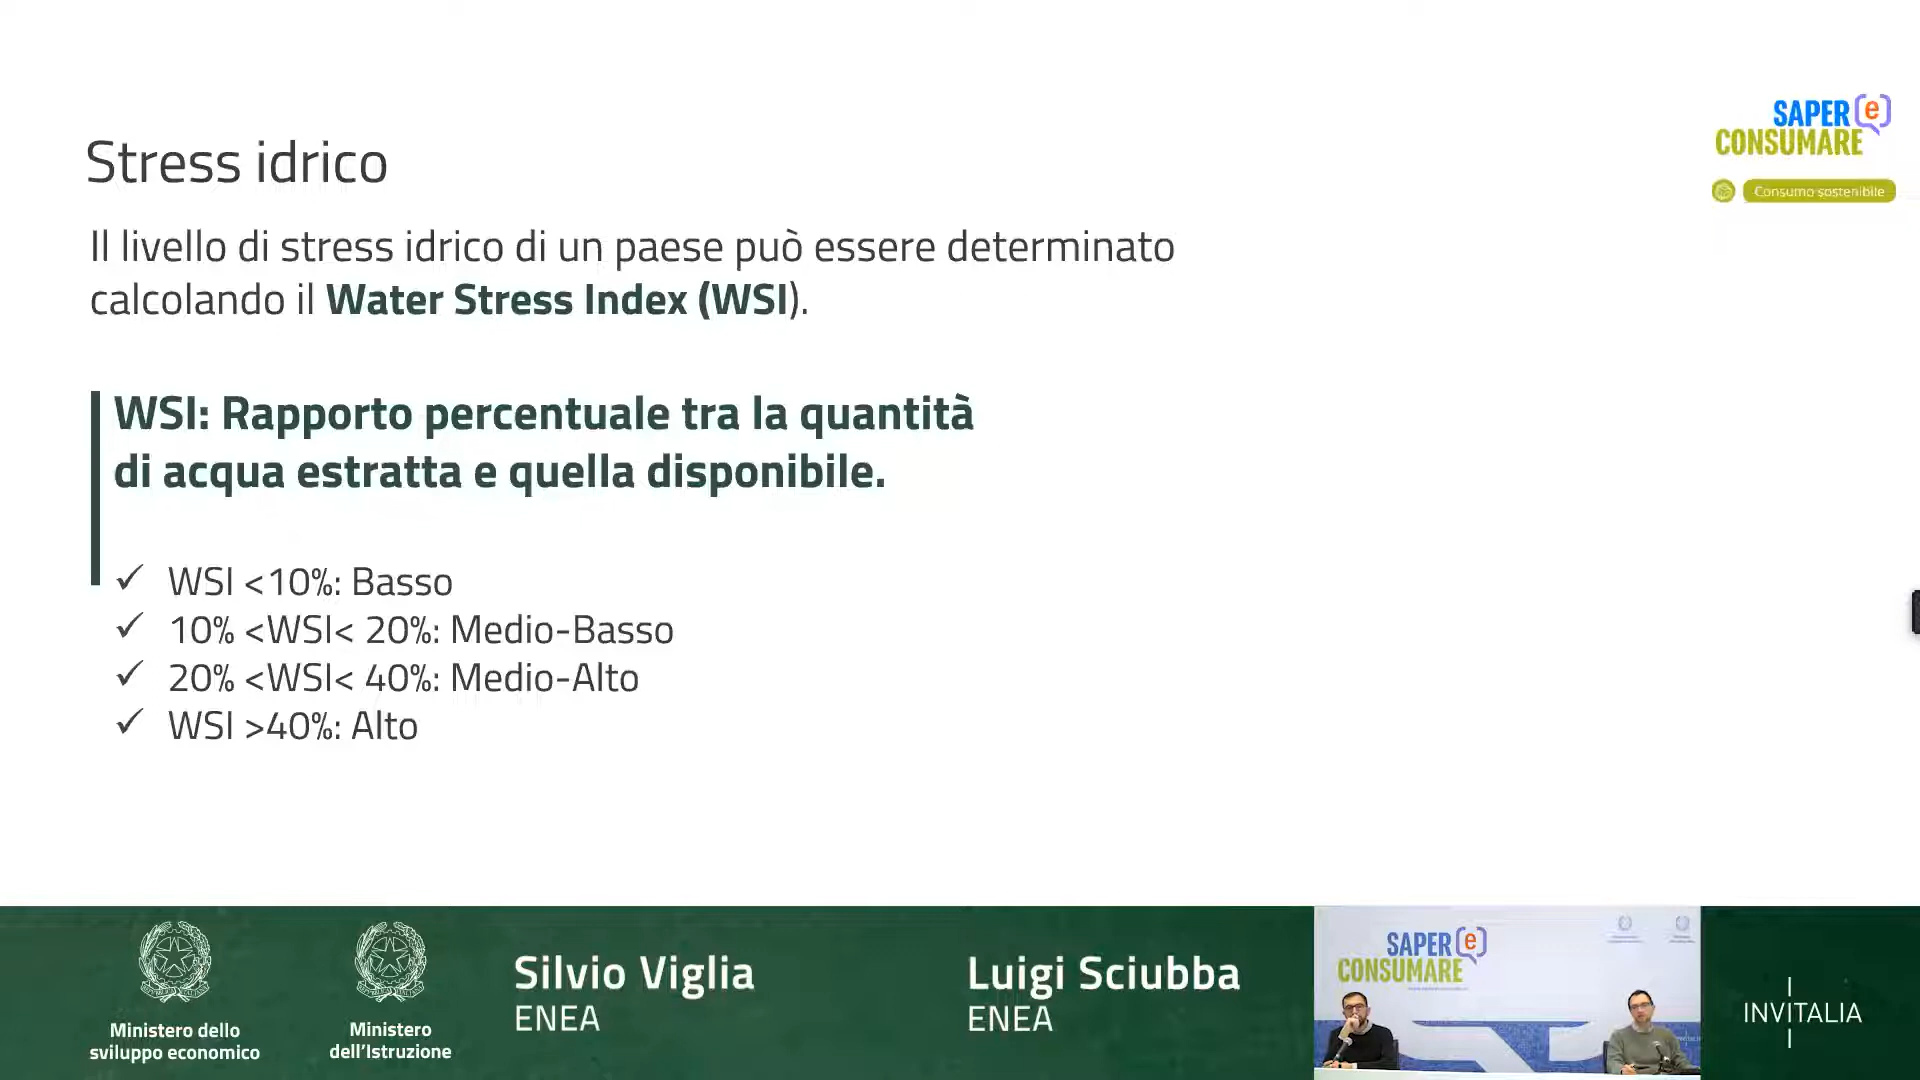 SAPER(e)
CONSUMARE
Consumo sostenibile
Stress idrico
Il livello di stress idrico di un paese può essere determinato
calcolando il Water Stress Index (WSI).
WSI: Rapporto percentuale tra la quantità
di acqua estratta e quella disponibile.
✓ WSI <10%: Basso
✓ 10% <WSI< 20%: Medio-Basso
✓ 20% <WSI< 40%: Medio-Alto
✓ WSI >40%: Alto
Ministero dello
sviluppo economico
Ministero
dell'Istruzione
Silvio Viglia
ENEA
Luigi Sciubba
ENEA
SAPER(e)
CONSUMARE
INVITALIA